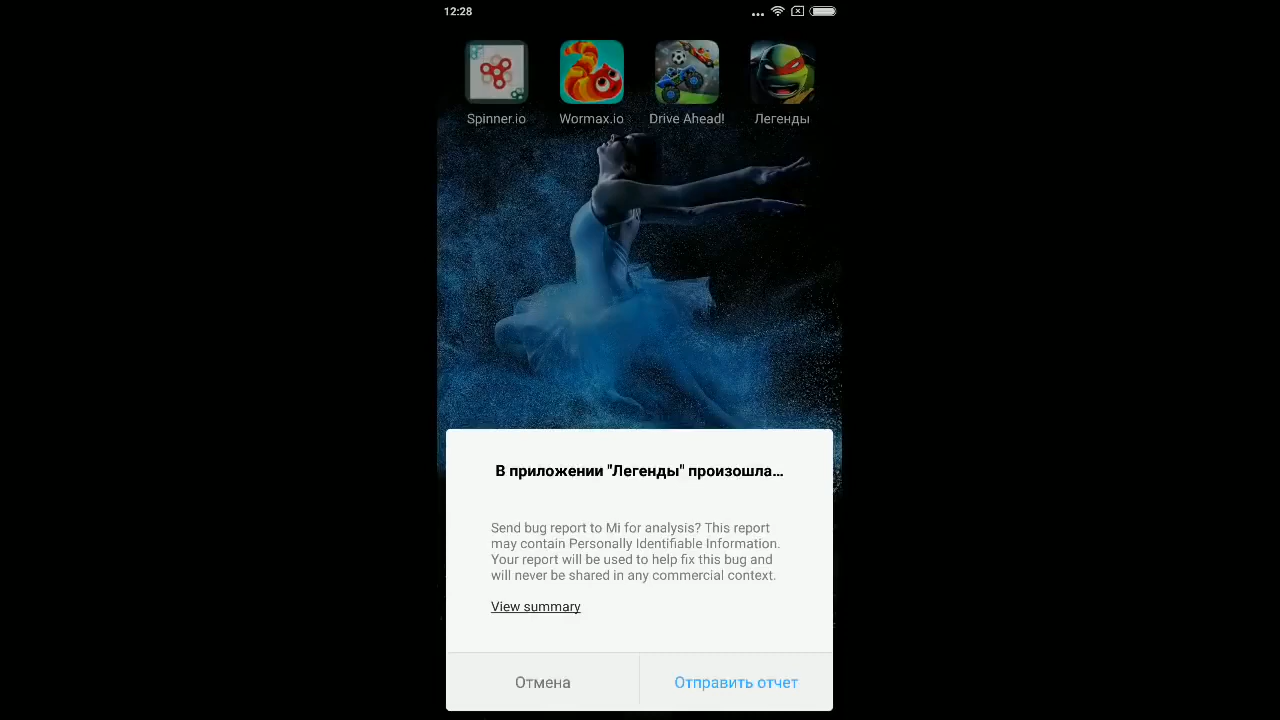 12:28
Spinner.io
Wormax.io
Drive Ahead!
Легенды
В приложении "Легенды" произошла...
Send bug report to Mi for analysis? This report
may contain Personally Identifiable Information.
Your report will be used to help fix this bug and
will never be shared in any commercial context.
View summary
Отмена
Отправить отчет